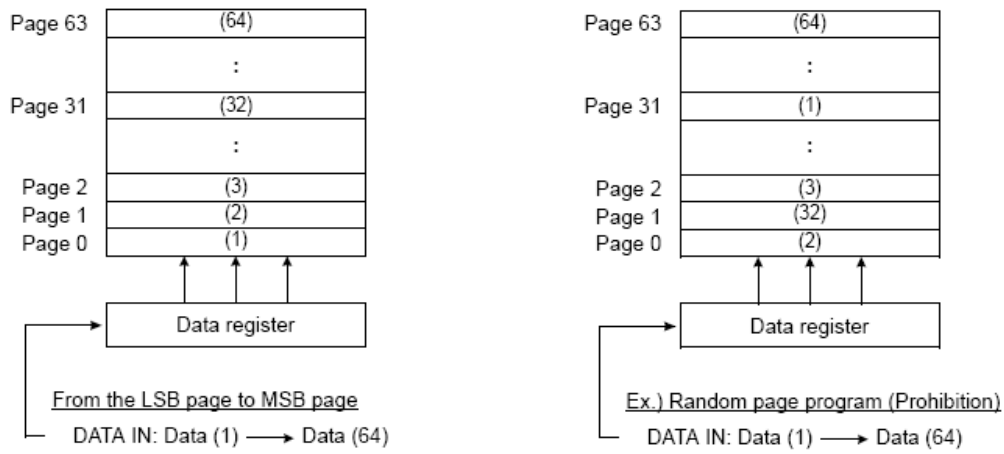 Page 63 (64)
:
Page 31 (32)
:
Page 2 (3)
Page 1 (2)
Page 0 (1)
Data register
From the LSB page to MSB page
DATA IN: Data (1) Data (64)
Page 63 (64)
:
Page 31 (1)
:
Page 2 (3)
Page 1 (32)
Page 0 (2)
Data register
Ex.) Random page program (Prohibition)
DATA IN: Data (1) Data (64)